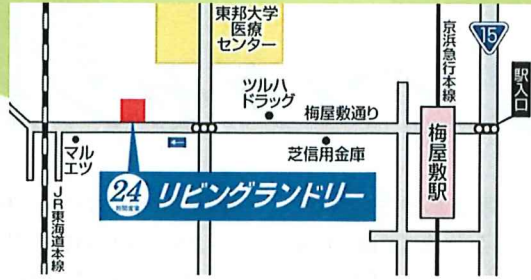 東邦大学
医療
センター
京浜急行本線
15
駅入口
ツルハ
ドラッグ
梅屋敷通り
マル
エツ
芝信用金庫
梅屋敷駅
24
時間営業
リビングランドリー
JR東海道本線